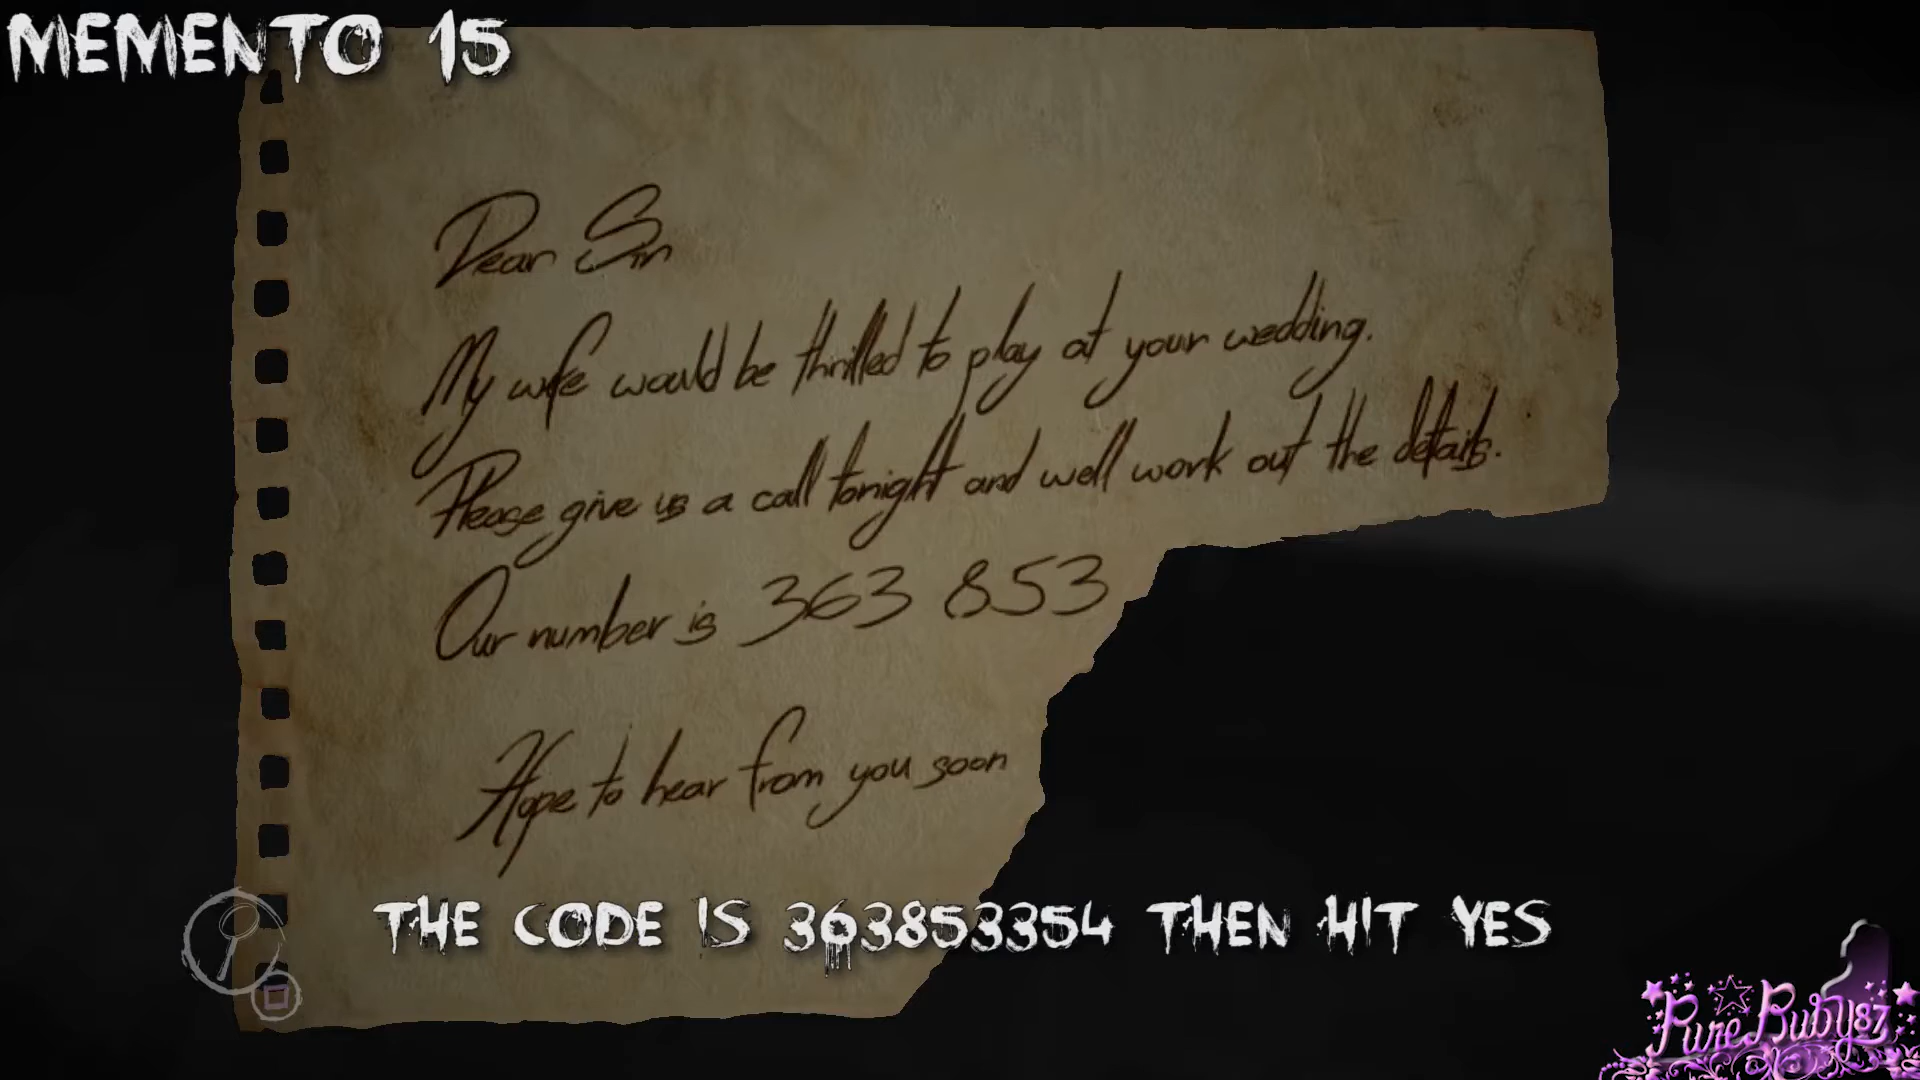 MEMENTO 15
Dear Sir
My wife would be thrilled to play at your wedding.
Please give us a call tonight and we'll work out the details.
Our number is 363 853
Hope to hear from you soon
THE CODE IS 363853354 THEN HIT YES
PureRuby87